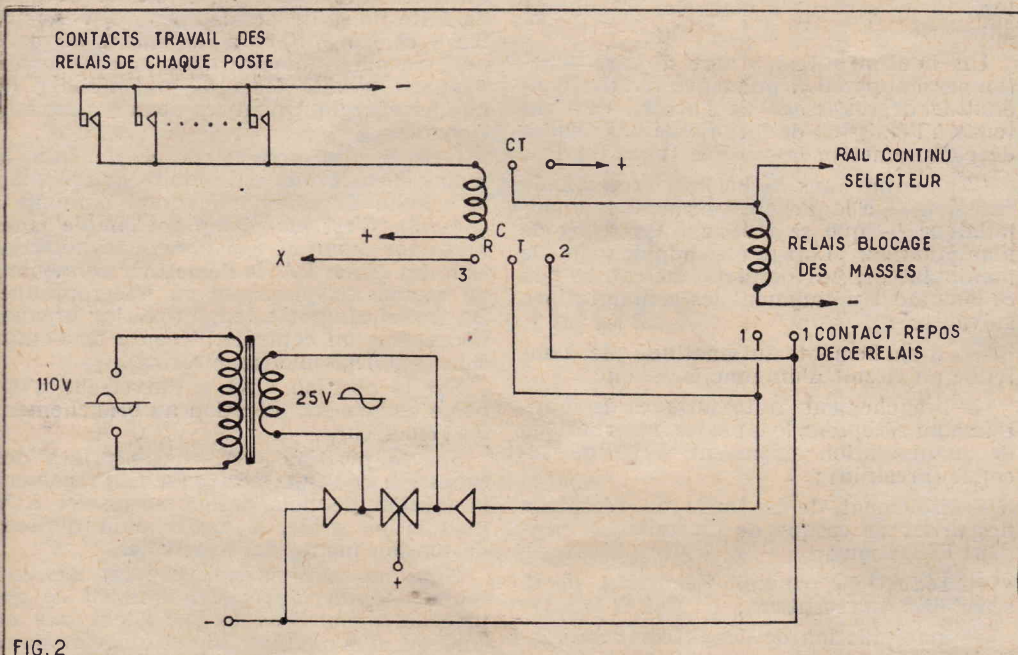 CONTACTS TRAVAIL DES
RELAIS DE CHAQUE POSTE
-
CT
+
RAIL CONTINU
SELECTEUR
+
C
R
T
2
X
3
RELAIS BLOCAGE
DES MASSES
-
1
1 CONTACT REPOS
DE CE RELAIS
110V
25V
+
-
FIG. 2